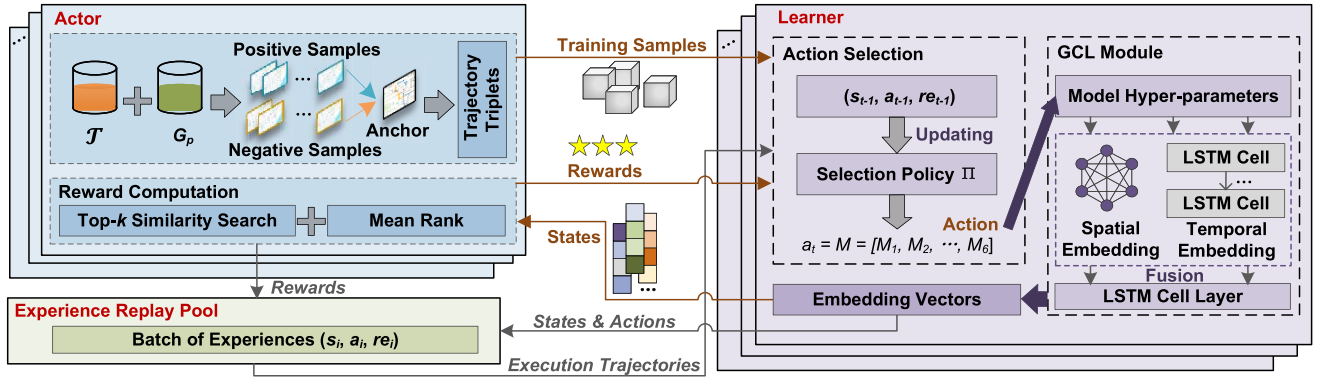 Actor
Positive Samples
...
...
Negative Samples
𝒯
G_p
Anchor
Trajectory
Triplets
Reward Computation
Top-k Similarity Search
Mean Rank
Rewards
Experience Replay Pool
Batch of Experiences (s_i, a_i, re_i)
Training Samples
Rewards
States
...
States & Actions
Execution Trajectories
Learner
Action Selection
(s_{t-1}, a_{t-1}, re_{t-1})
Updating
Selection Policy Π
Action
a_t = M = [M_1, M_2, ···, M_6]
Embedding Vectors
GCL Module
Model Hyper-parameters
LSTM Cell
...
LSTM Cell
Spatial
Embedding
Temporal
Embedding
Fusion
LSTM Cell Layer